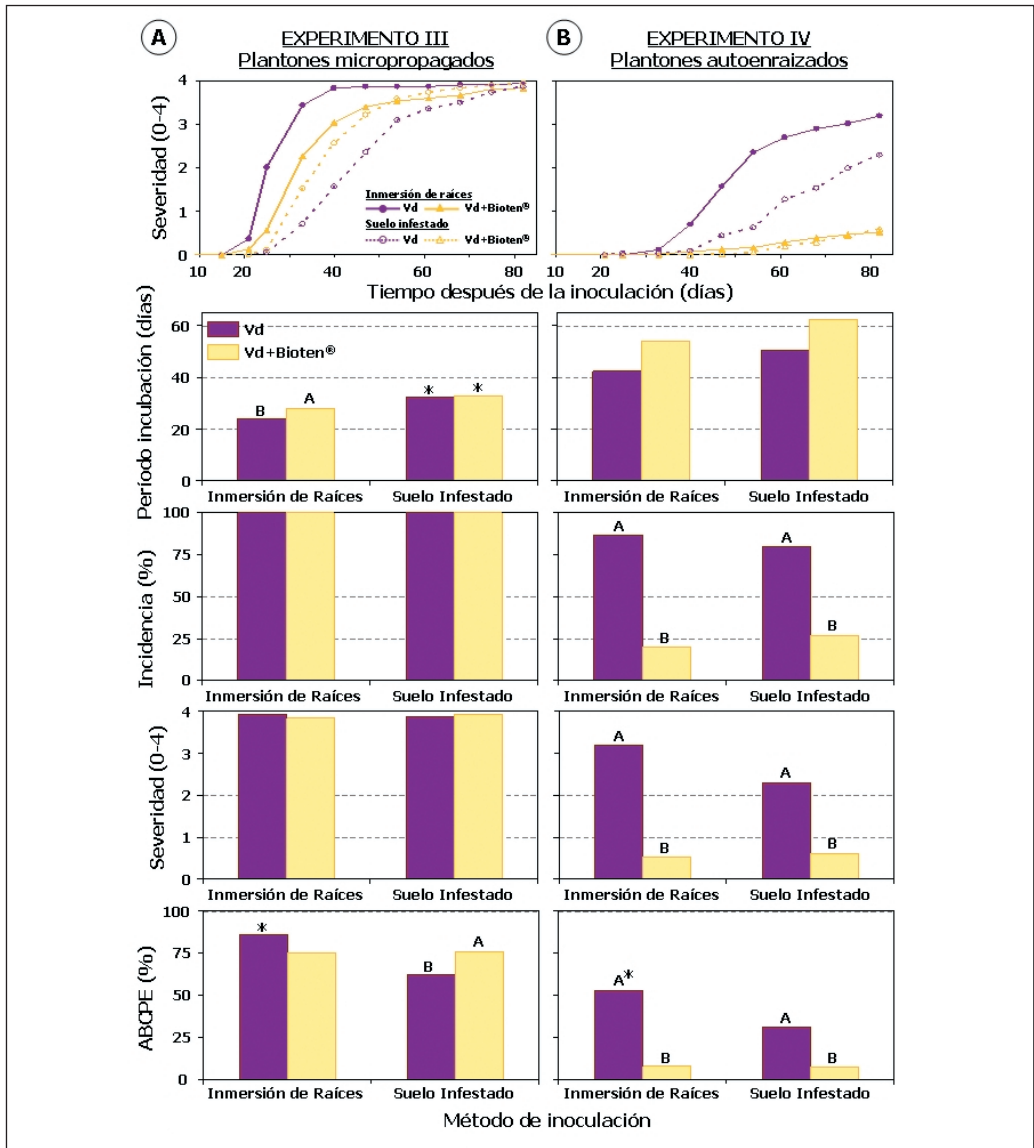 A
EXPERIMENTO III
Plantones micropropagados
B
EXPERIMENTO IV
Plantones autoenraizados
Severidad (0-4)
4
3
2
1
0
Inmersión de raíces
Vd Vd+Bioten®
Suelo infestado
Vd Vd+Bioten®
10 20 40 60 80
10 20 40 60 80
Tiempo después de la inoculación (días)
Período incubación (días)
60
40
20
0
Vd
Vd+Bioten®
B A * *
Inmersión de Raíces Suelo Infestado
Inmersión de Raíces Suelo Infestado
Incidencia (%)
100
75
50
25
0
A B A B
Inmersión de Raíces Suelo Infestado
Inmersión de Raíces Suelo Infestado
Severidad (0-4)
4
3
2
1
0
A B A B
Inmersión de Raíces Suelo Infestado
Inmersión de Raíces Suelo Infestado
ABCPE (%)
100
75
50
25
0
* B A
A* B A B
Inmersión de Raíces Suelo Infestado
Inmersión de Raíces Suelo Infestado
Método de inoculación